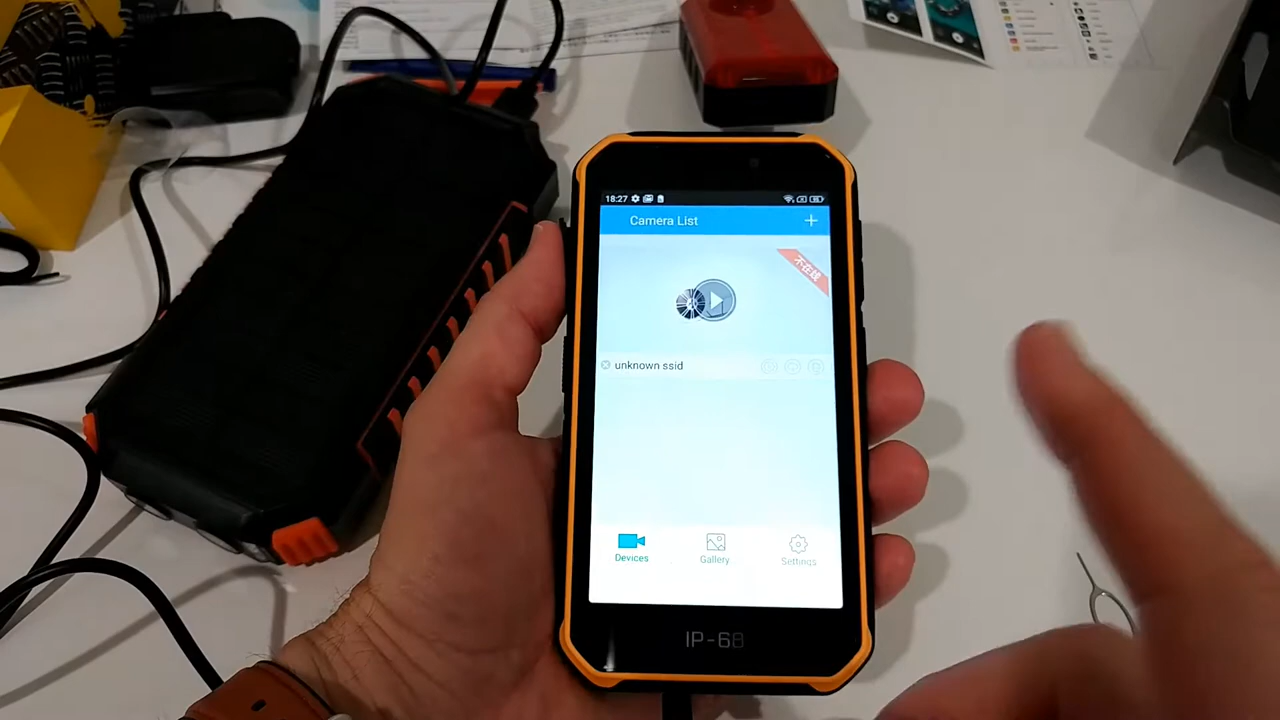 18:27
Camera List
不在线
unknown ssid
Devices
Gallery
Settings
IP-68